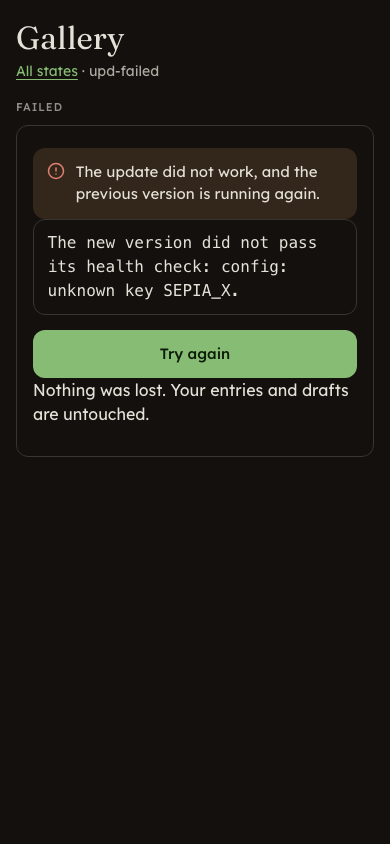 Gallery
All states · upd-failed
FAILED
The update did not work, and the
previous version is running again.
The new version did not pass
its health check: config:
unknown key SEPIA_X.
Try again
Nothing was lost. Your entries and drafts
are untouched.